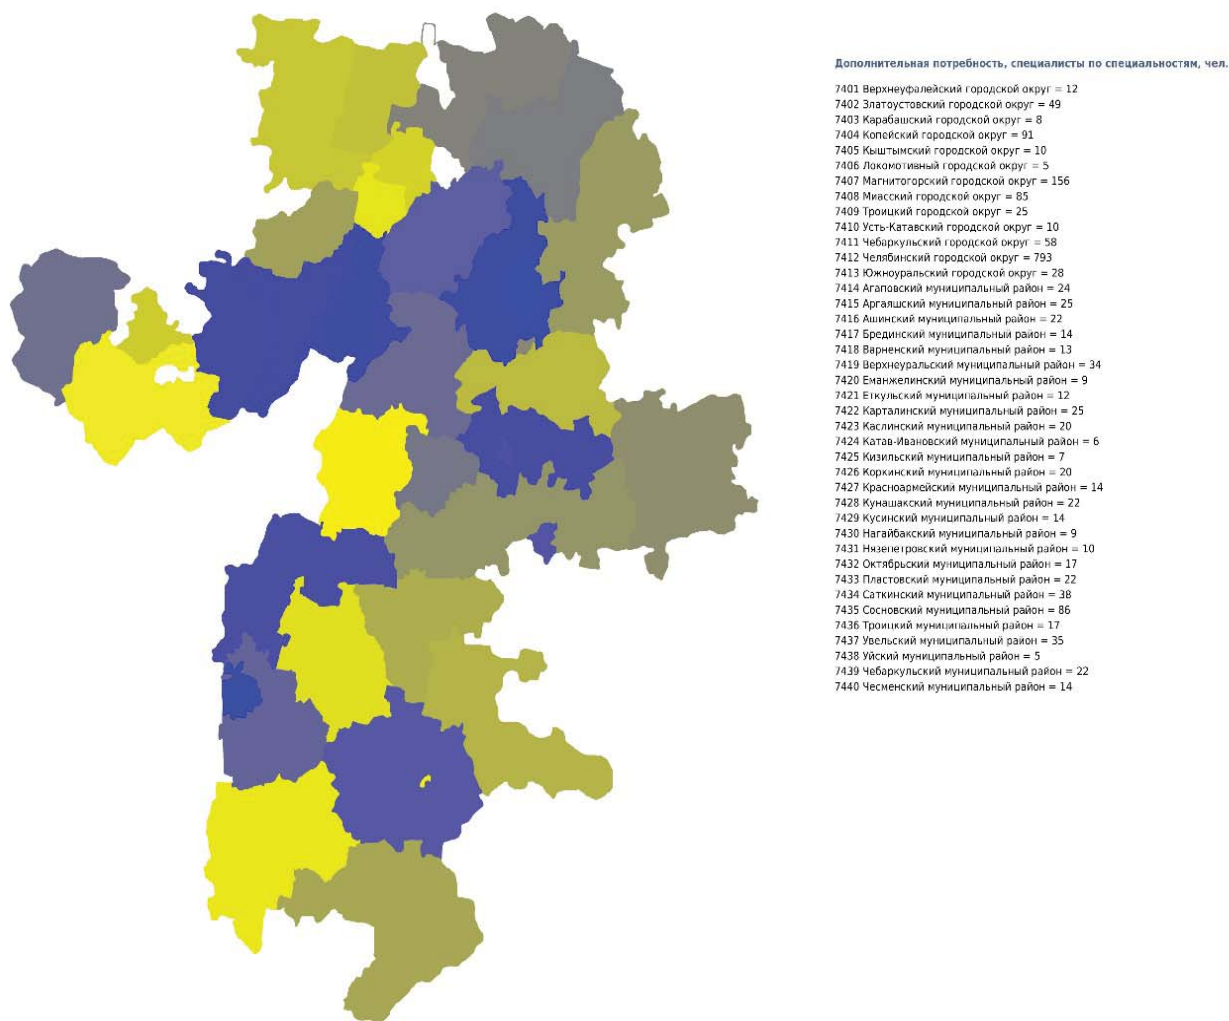 Дополнительная потребность, специалисты по специальностям, чел.
7401 Верхнеуфалейский городской округ = 12
7402 Златоустовский городской округ = 49
7403 Карабашский городской округ = 8
7404 Копейский городской округ = 91
7405 Кыштымский городской округ = 10
7406 Локомотивный городской округ = 5
7407 Магнитогорский городской округ = 156
7408 Миасский городской округ = 85
7409 Троицкий городской округ = 25
7410 Усть-Катавский городской округ = 10
7411 Чебаркульский городской округ = 58
7412 Челябинский городской округ = 793
7413 Южноуральский городской округ = 28
7414 Агаповский муниципальный район = 24
7415 Аргаяшский муниципальный район = 25
7416 Ашинский муниципальный район = 22
7417 Брединский муниципальный район = 14
7418 Варненский муниципальный район = 13
7419 Верхнеуральский муниципальный район = 34
7420 Еманжелинский муниципальный район = 9
7421 Еткульский муниципальный район = 12
7422 Карталинский муниципальный район = 25
7423 Каслинский муниципальный район = 20
7424 Катав-Ивановский муниципальный район = 6
7425 Кизильский муниципальный район = 7
7426 Коркинский муниципальный район = 20
7427 Красноармейский муниципальный район = 14
7428 Кунашакский муниципальный район = 22
7429 Кусинский муниципальный район = 14
7430 Нагайбакский муниципальный район = 9
7431 Нязепетровский муниципальный район = 10
7432 Октябрьский муниципальный район = 17
7433 Пластовский муниципальный район = 22
7434 Саткинский муниципальный район = 38
7435 Сосновский муниципальный район = 86
7436 Троицкий муниципальный район = 17
7437 Увельский муниципальный район = 35
7438 Уйский муниципальный район = 5
7439 Чебаркульский муниципальный район = 22
7440 Чесменский муниципальный район = 14